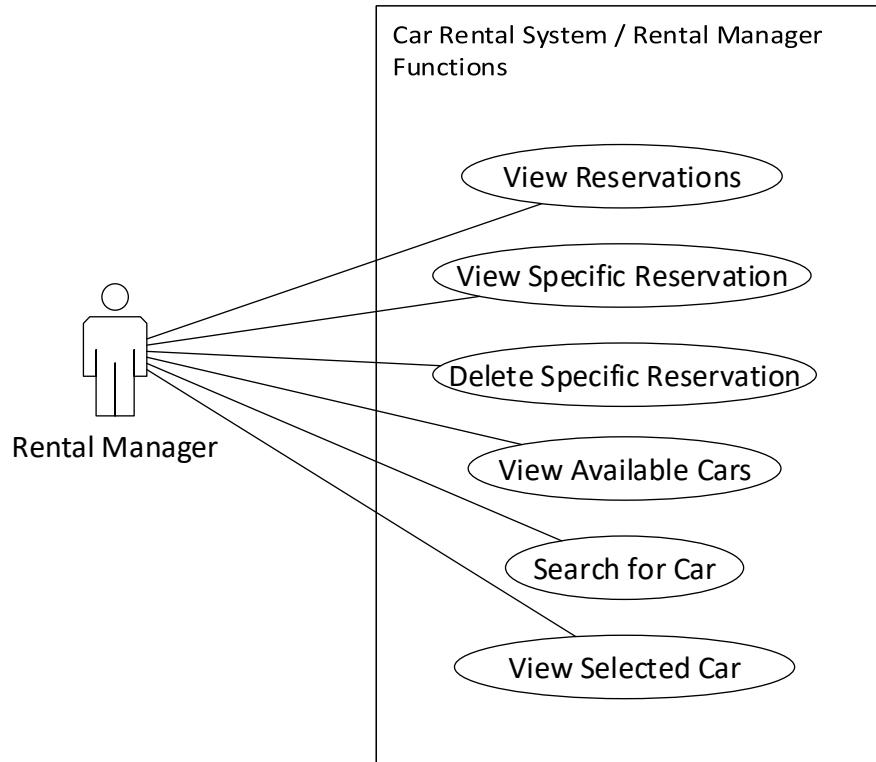 Car Rental System / Rental Manager
Functions
View Reservations
View Specific Reservation
Delete Specific Reservation
Rental Manager
View Available Cars
Search for Car
View Selected Car